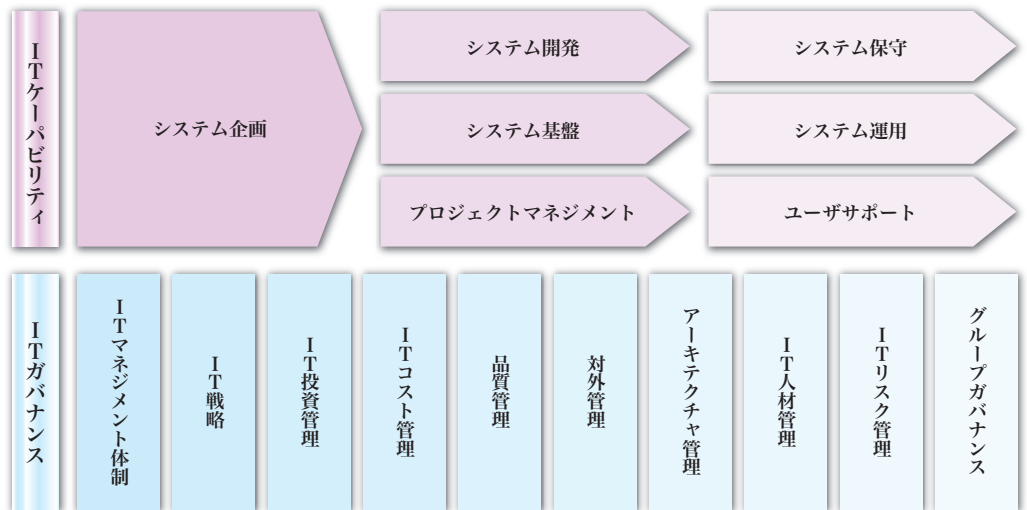 ITケーパビリティ
システム企画
システム開発
システム保守
システム基盤
システム運用
プロジェクトマネジメント
ユーザサポート
ITガバナンス
ITマネジメント体制
IT戦略
IT投資管理
ITコスト管理
品質管理
対外管理
アーキテクチャ管理
IT人材管理
ITリスク管理
グループガバナンス